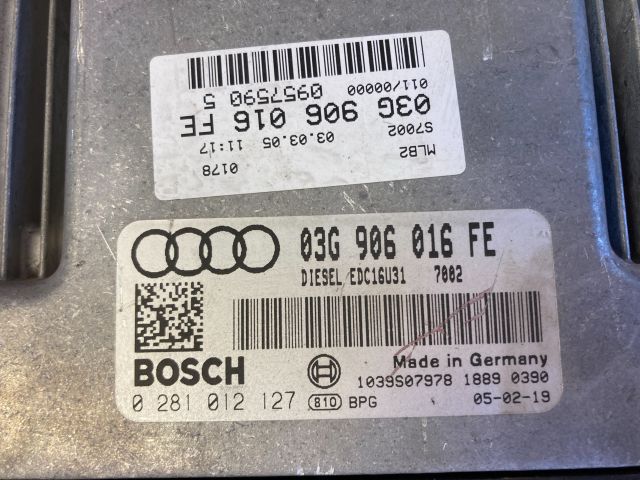 MLB2 0178
S7002 03.03.05 11:17
03G 906 016 FE
011/00000 0957590 5
03G 906 016 FE
DIESEL EDC16U31 7002
BOSCH
Made in Germany
1039S07978 1889 0390
0 281 012 127 810 BPG 05-02-19